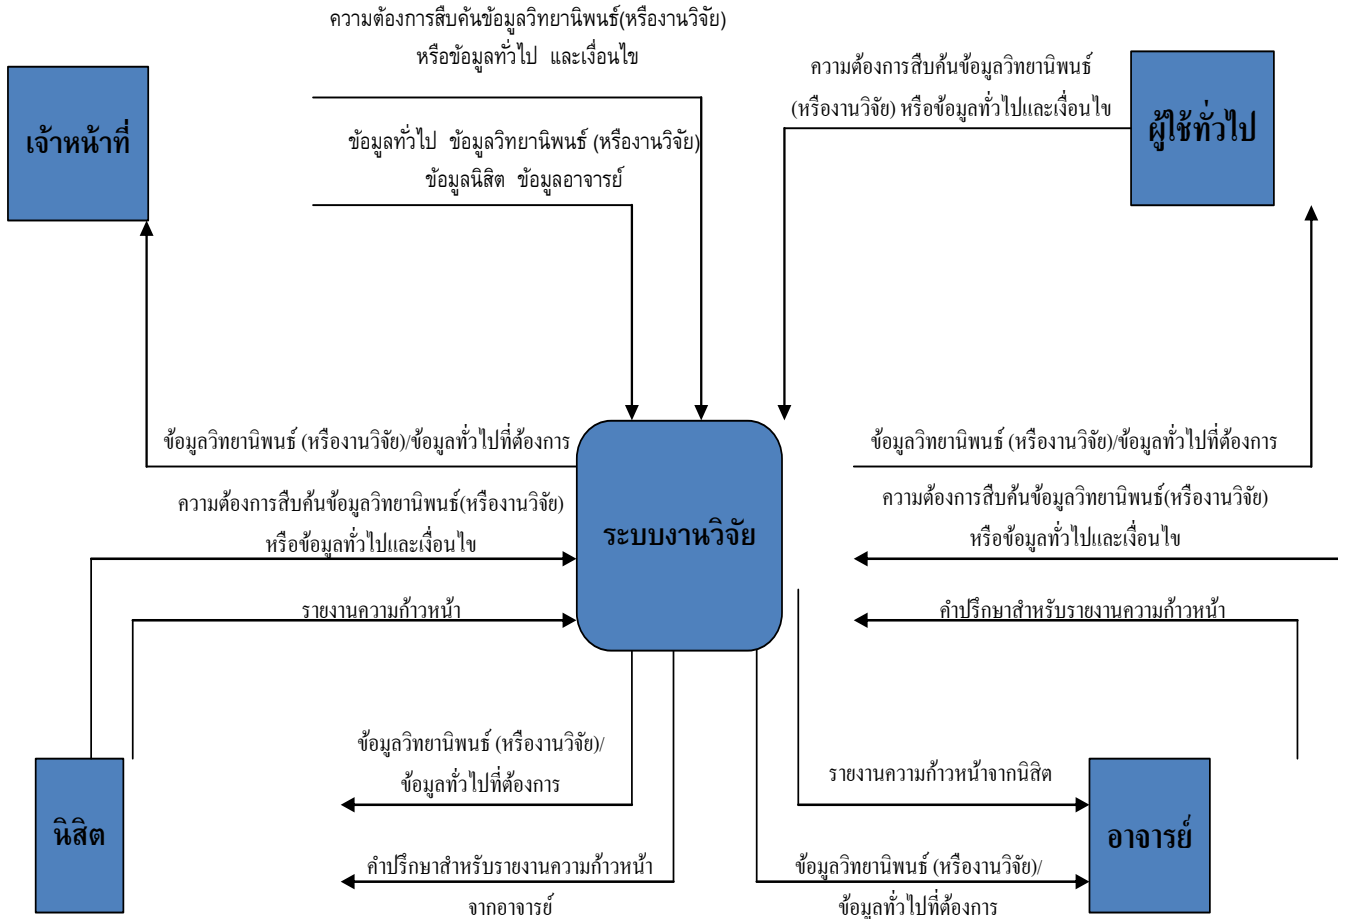 ความต้องการสืบค้นข้อมูลวิทยานิพนธ์(หรืองานวิจัย)
หรือข้อมูลทั่วไป และเงื่อนไข
ความต้องการสืบค้นข้อมูลวิทยานิพนธ์
(หรืองานวิจัย) หรือข้อมูลทั่วไปและเงื่อนไข
เจ้าหน้าที่
ผู้ใช้ทั่วไป
ข้อมูลทั่วไป ข้อมูลวิทยานิพนธ์ (หรืองานวิจัย)
ข้อมูลนิสิต ข้อมูลอาจารย์
ข้อมูลวิทยานิพนธ์ (หรืองานวิจัย)/ข้อมูลทั่วไปที่ต้องการ
ข้อมูลวิทยานิพนธ์ (หรืองานวิจัย)/ข้อมูลทั่วไปที่ต้องการ
ความต้องการสืบค้นข้อมูลวิทยานิพนธ์(หรืองานวิจัย)
หรือข้อมูลทั่วไปและเงื่อนไข
ระบบงานวิจัย
ความต้องการสืบค้นข้อมูลวิทยานิพนธ์(หรืองานวิจัย)
หรือข้อมูลทั่วไปและเงื่อนไข
รายงานความก้าวหน้า
คำปรึกษาสำหรับรายงานความก้าวหน้า
ข้อมูลวิทยานิพนธ์ (หรืองานวิจัย)/
ข้อมูลทั่วไปที่ต้องการ
รายงานความก้าวหน้าจากนิสิต
นิสิต
อาจารย์
คำปรึกษาสำหรับรายงานความก้าวหน้า
จากอาจารย์
ข้อมูลวิทยานิพนธ์ (หรืองานวิจัย)/
ข้อมูลทั่วไปที่ต้องการ